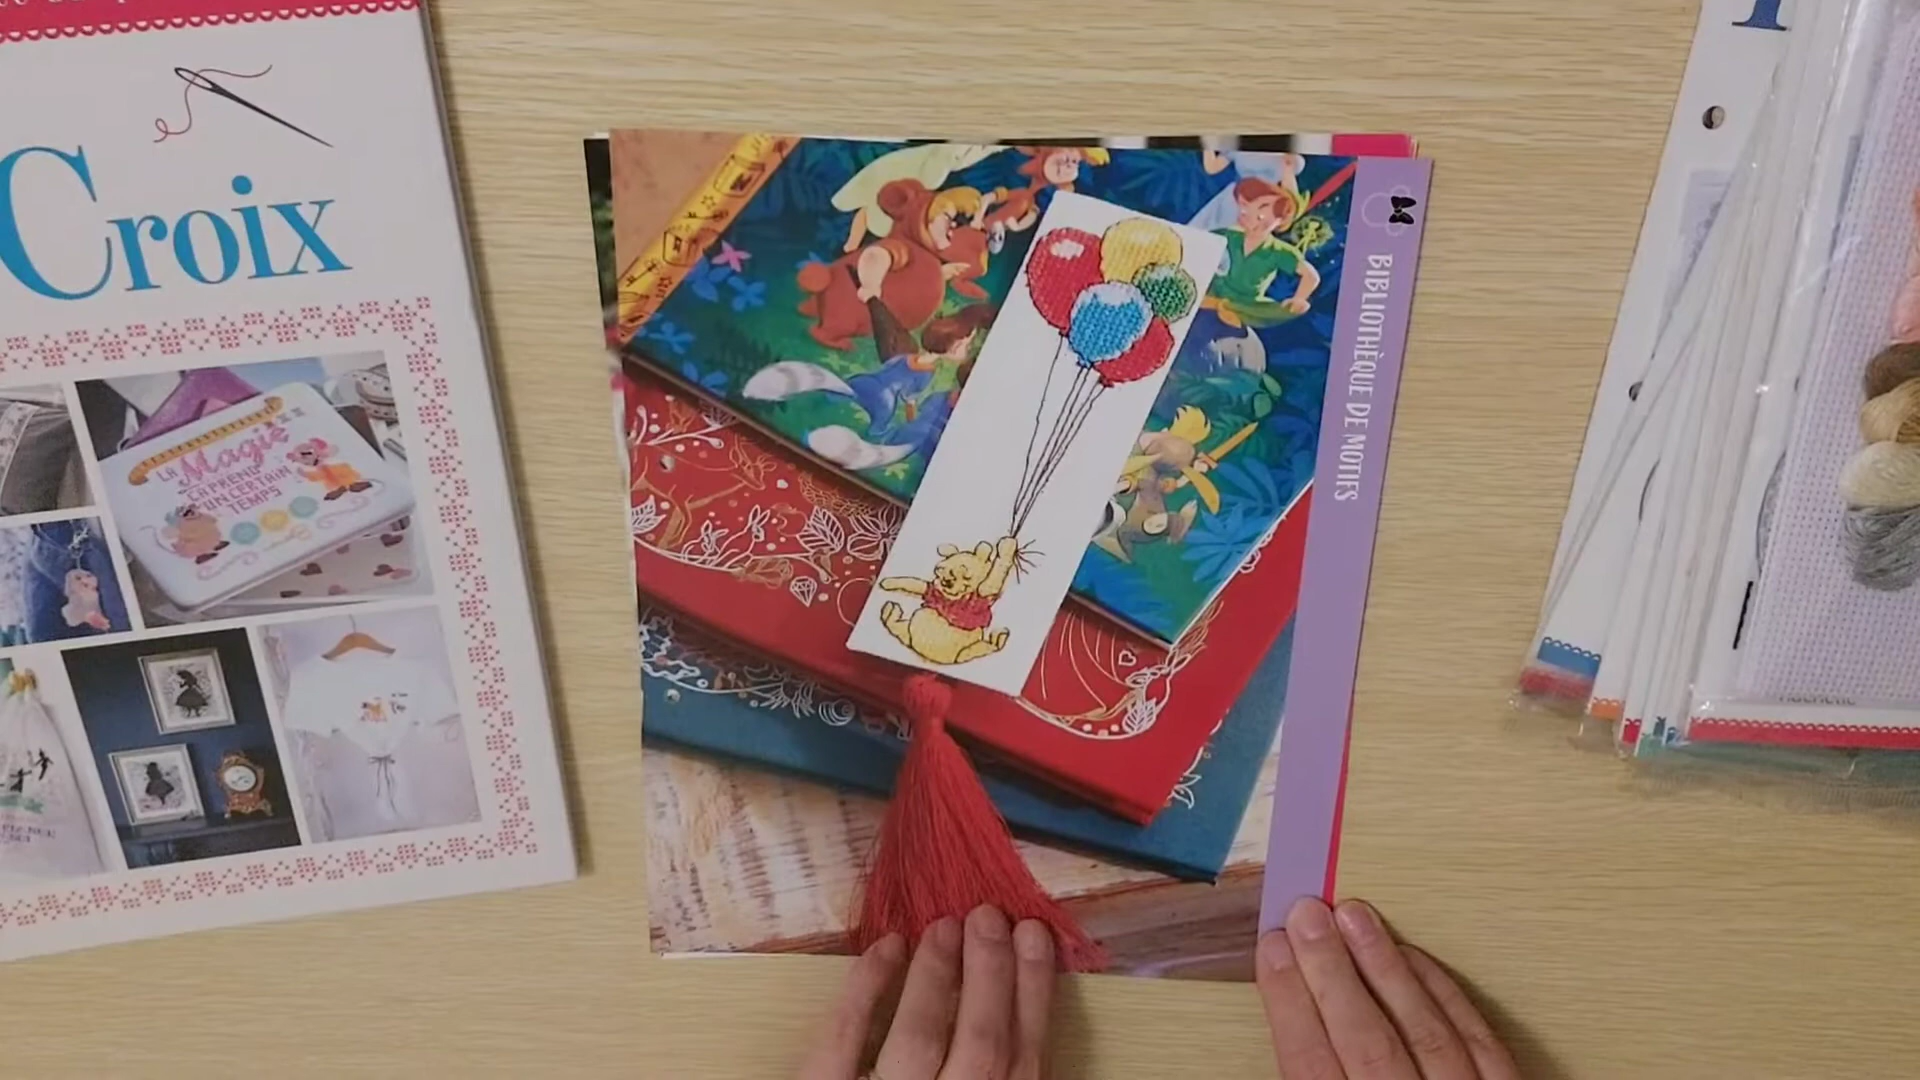 Croix
LA
Magie
ÇA PREND
UN CERTAIN
TEMPS
BIBLIOTHÈQUE DE MOTIFS